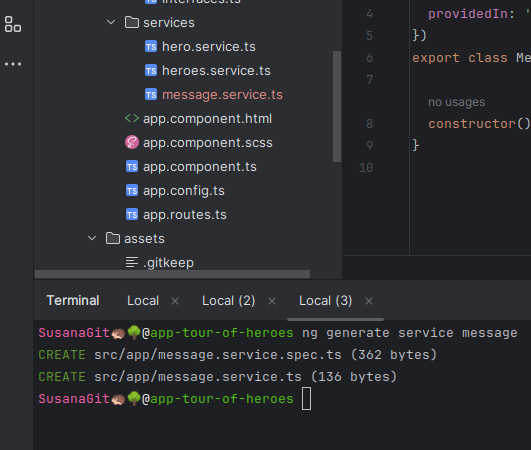 interfaces.ts
services
hero.service.ts
heroes.service.ts
message.service.ts
app.component.html
app.component.scss
app.component.ts
app.config.ts
app.routes.ts
assets
.gitkeep
4 providedIn: '
5 })
6 export class Me
7
no usages
8 constructor()
9 }
10
Terminal Local × Local (2) × Local (3) ×
SusanaGit🦔🌳@app-tour-of-heroes ng generate service message
CREATE src/app/message.service.spec.ts (362 bytes)
CREATE src/app/message.service.ts (136 bytes)
SusanaGit🦔🌳@app-tour-of-heroes